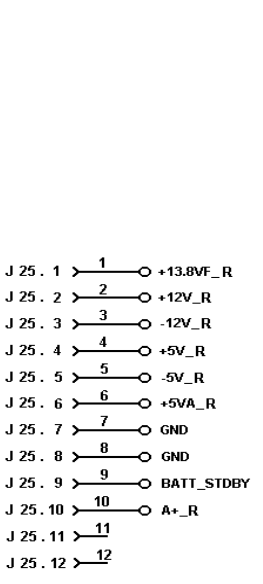 J 25 . 1 1 +13.8VF_R
J 25 . 2 2 +12V_R
J 25 . 3 3 -12V_R
J 25 . 4 4 +5V_R
J 25 . 5 5 -5V_R
J 25 . 6 6 +5VA_R
J 25 . 7 7 GND
J 25 . 8 8 GND
J 25 . 9 9 BATT_STDBY
J 25 . 10 10 A+_R
J 25 . 11 11
J 25 . 12 12